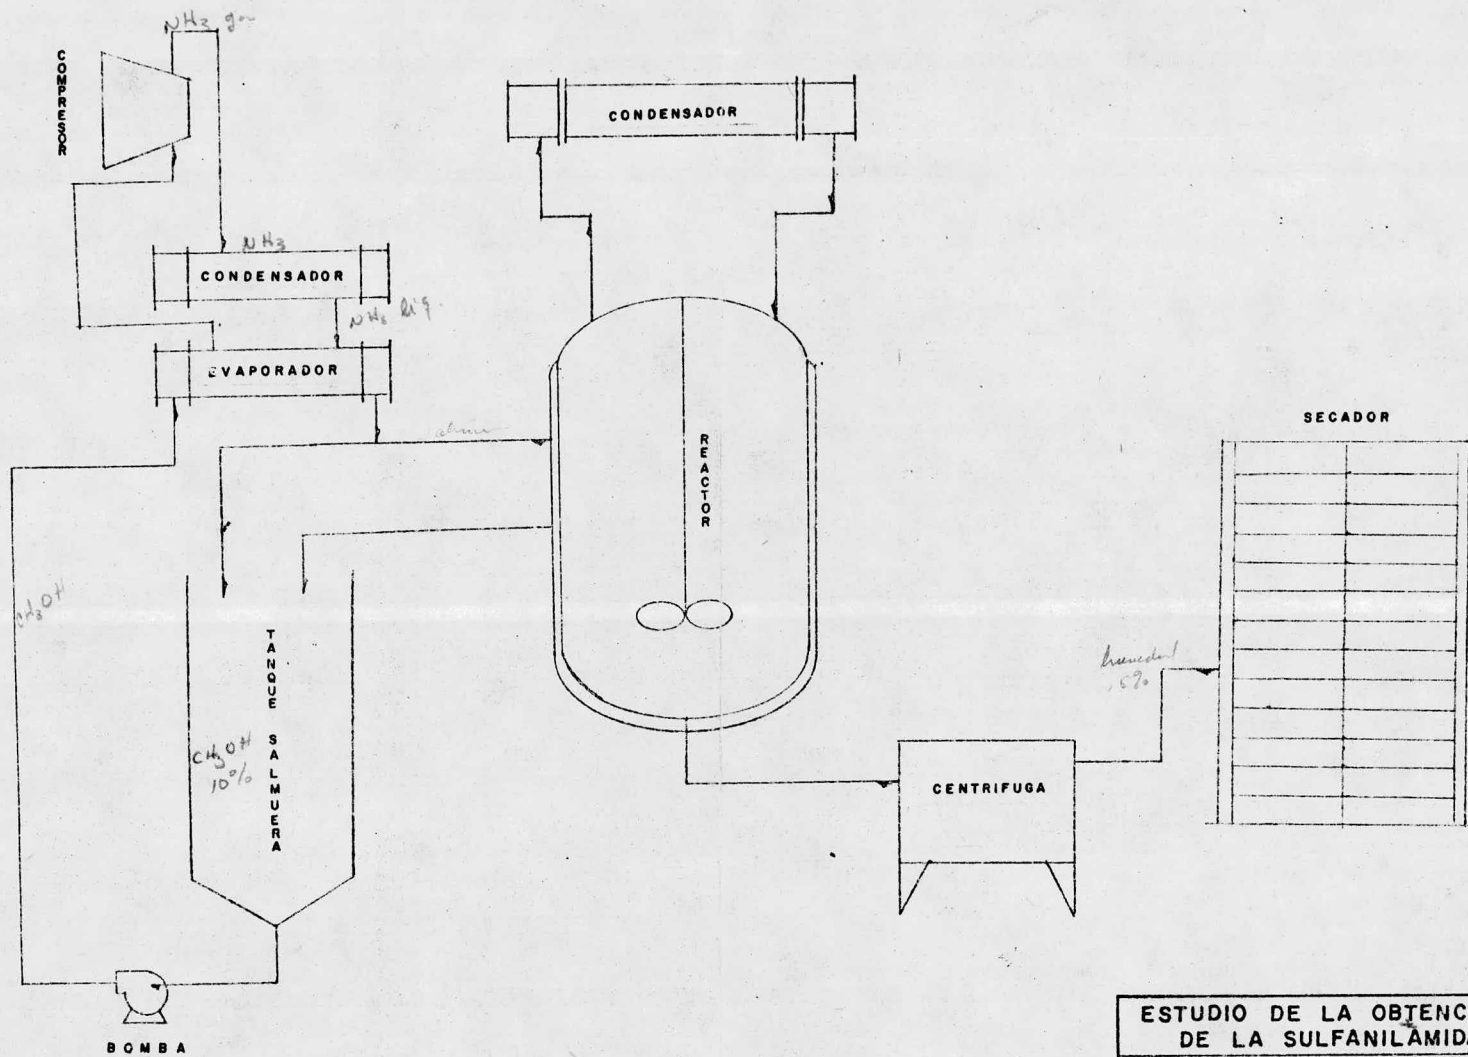 NH3 gas
COMPRESOR
CONDENSADOR
NH3
CONDENSADOR
NH3 liq
EVAPORADOR
SECADOR
REACTOR
CH3OH
TANQUE SALMUERA
humedad
5%
CH3OH
10%
CENTRIFUGA
ESTUDIO DE LA OBTENC
DE LA SULFANILAMIDA
BOMBA